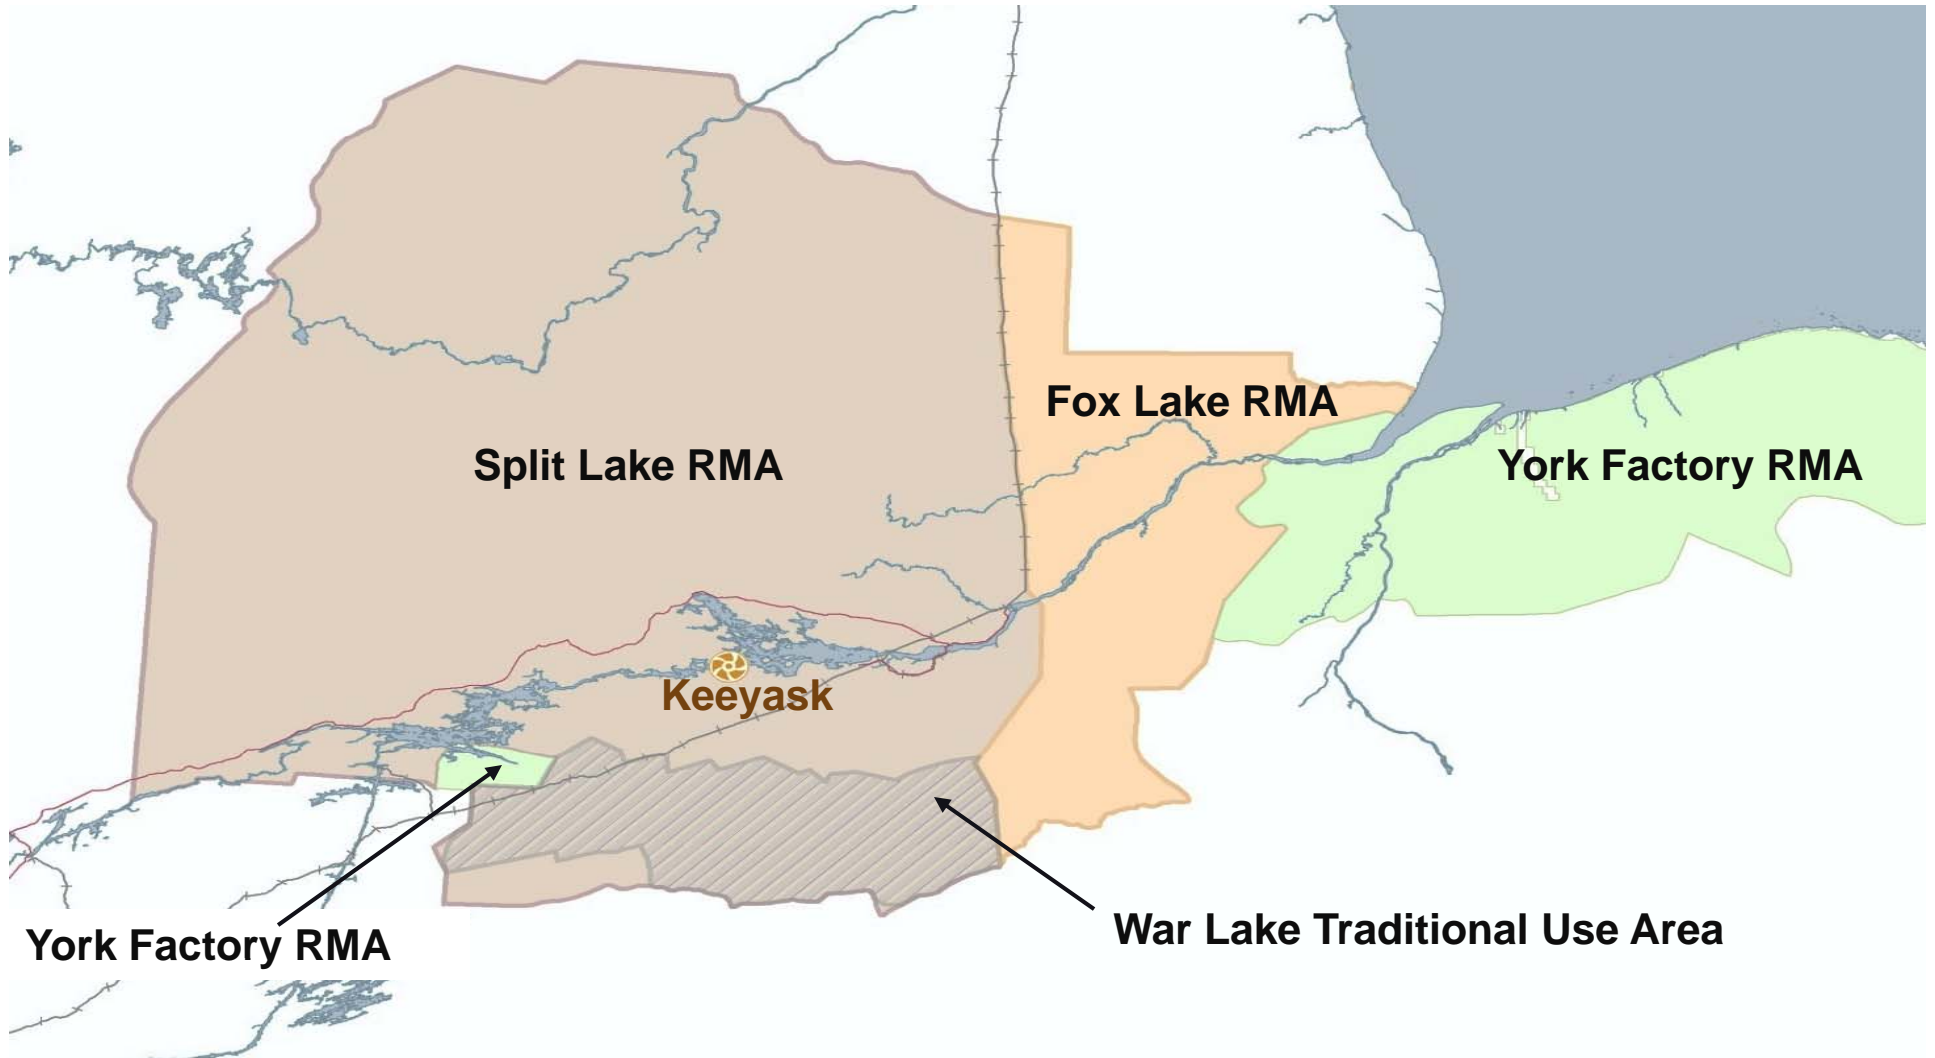 Fox Lake RMA
Split Lake RMA
York Factory RMA
Keeyask
War Lake Traditional Use Area
York Factory RMA